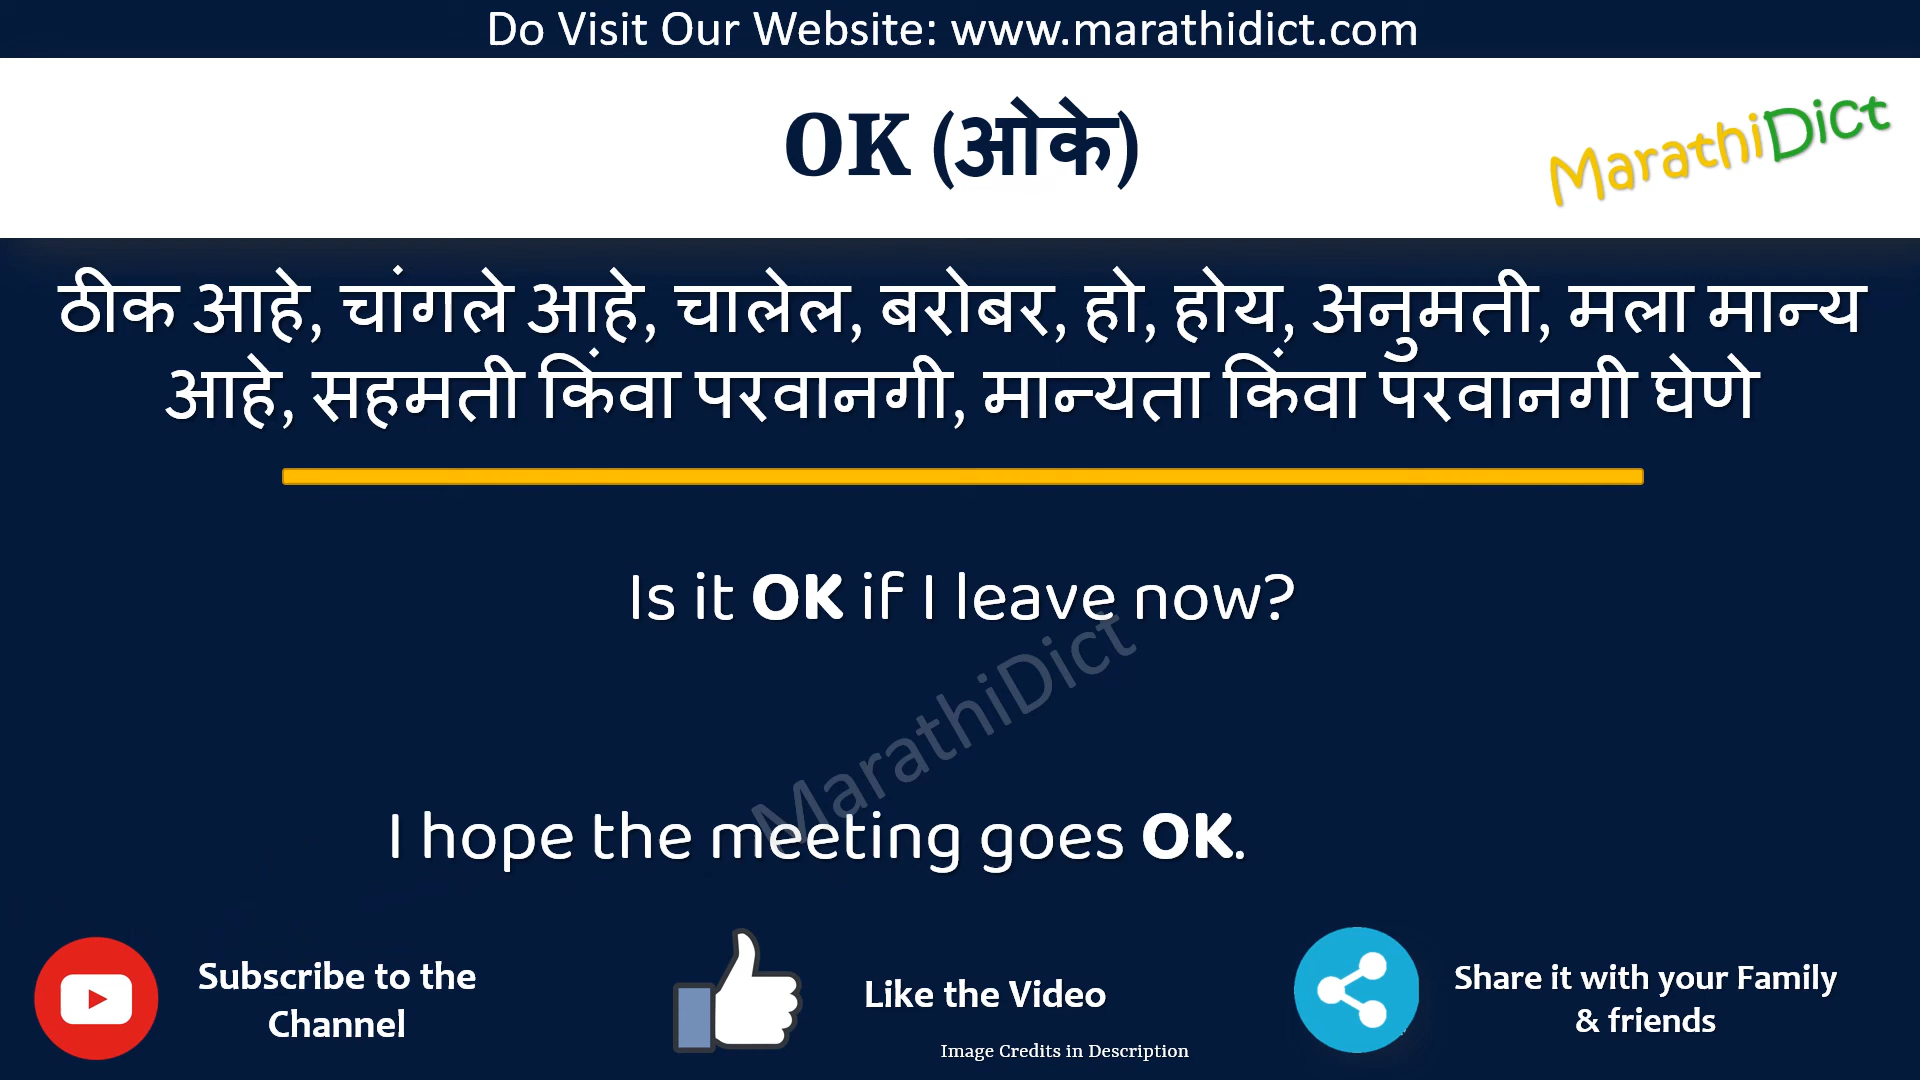 Do Visit Our Website: www.marathidict.com
OK (ओके)
MarathiDict
ठीक आहे, चांगले आहे, चालेल, बरोबर, हो, होय, अनुमती, मला मान्य
आहे, सहमती किंवा परवानगी, मान्यता किंवा परवानगी घेणे
Is it OK if I leave now?
MarathiDict
I hope the meeting goes OK.
Subscribe to the
Channel
Like the Video
Share it with your Family
& friends
Image Credits in Description